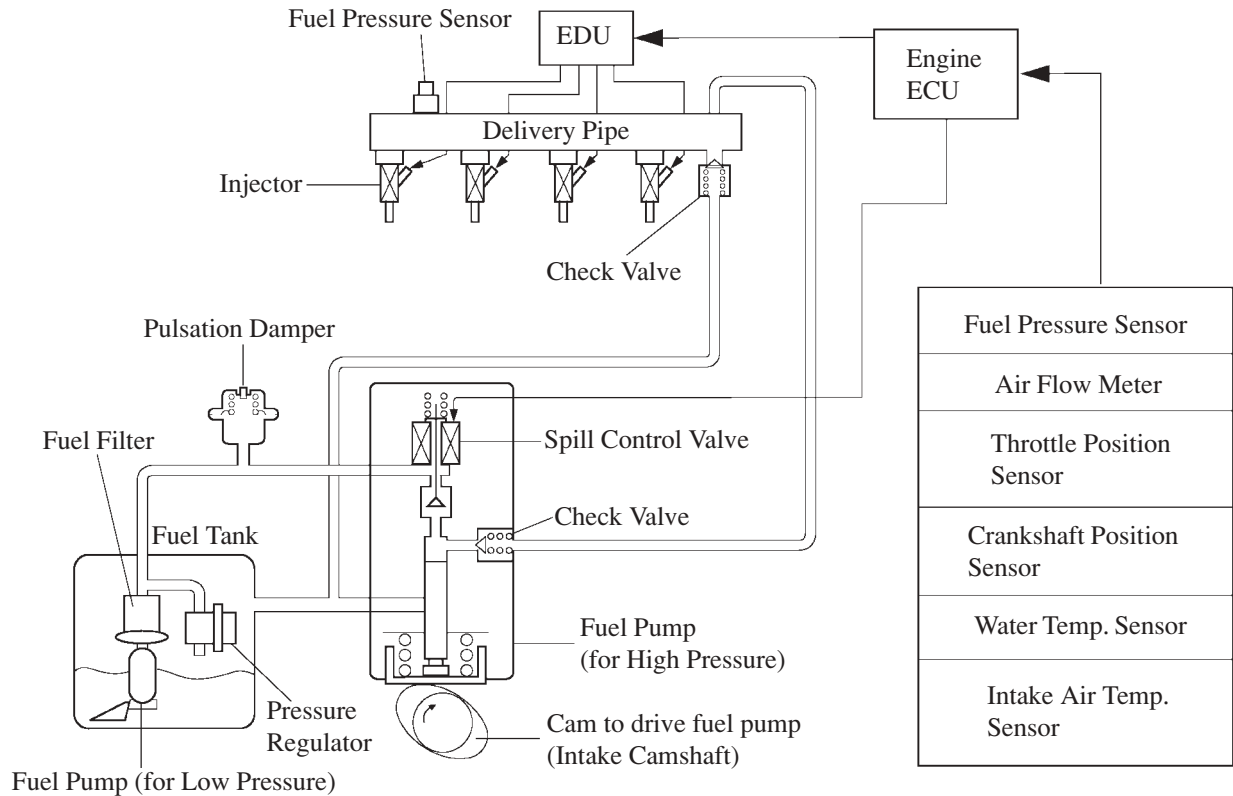 Fuel Pressure Sensor
EDU
Engine
ECU
Delivery Pipe
Injector
Check Valve
Pulsation Damper
Fuel Filter
Spill Control Valve
Check Valve
Fuel Tank
Fuel Pump
(for High Pressure)
Pressure
Regulator
Cam to drive fuel pump
(Intake Camshaft)
Fuel Pump (for Low Pressure)
Fuel Pressure Sensor
Air Flow Meter
Throttle Position
Sensor
Crankshaft Position
Sensor
Water Temp. Sensor
Intake Air Temp.
Sensor